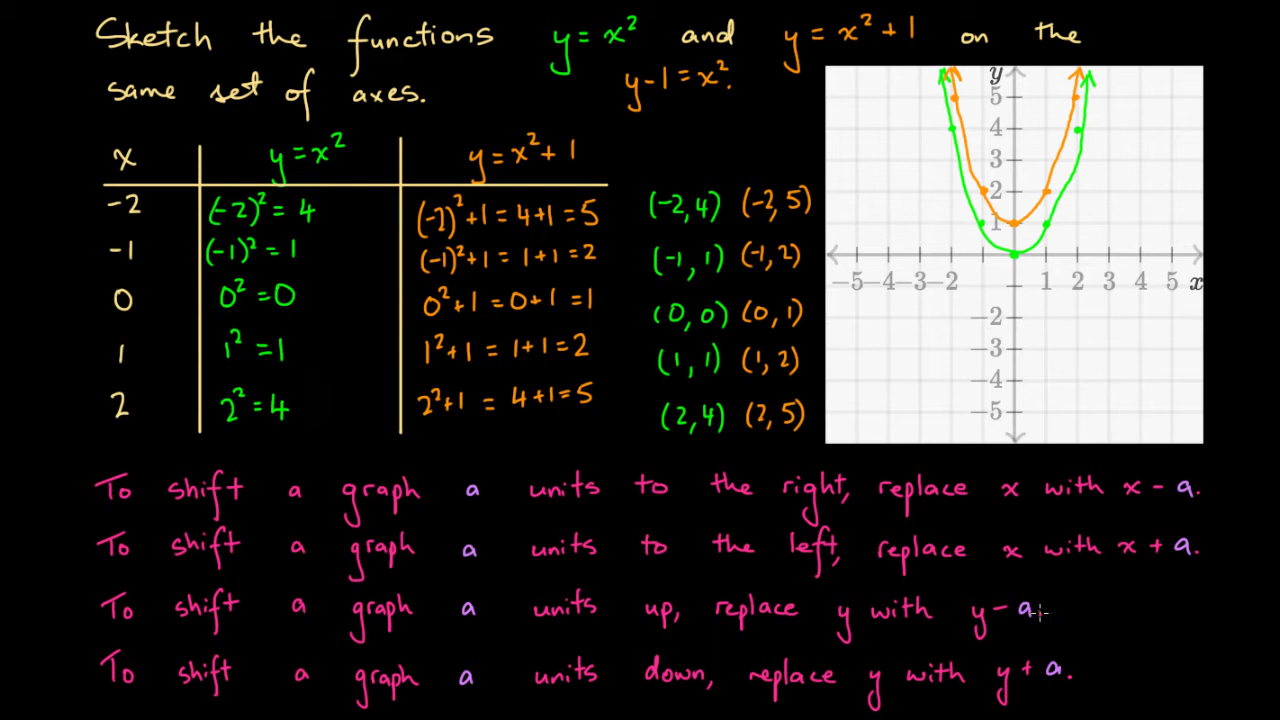 Sketch the functions y = x² and y = x² + 1 on the
same set of axes. y-1 = x².
x y = x² y = x² + 1
-2 (-2)² = 4 (-2)² + 1 = 4+1 = 5 (-2, 4) (-2, 5)
-1 (-1)² = 1 (-1)² + 1 = 1 + 1 = 2 (-1, 1) (-1, 2)
0 0² = 0 0² + 1 = 0 + 1 = 1 (0, 0) (0, 1)
1 1² = 1 1² + 1 = 1 + 1 = 2 (1, 1) (1, 2)
2 2² = 4 2² + 1 = 4 + 1 = 5 (2, 4) (2, 5)
y
5
4
3
2
1
-5 -4 -3 -2 1 2 3 4 5 x
-2
-3
-4
-5
To shift a graph a units to the right, replace x with x - a.
To shift a graph a units to the left, replace x with x + a.
To shift a graph a units up, replace y with y - a.
To shift a graph a units down, replace y with y + a.